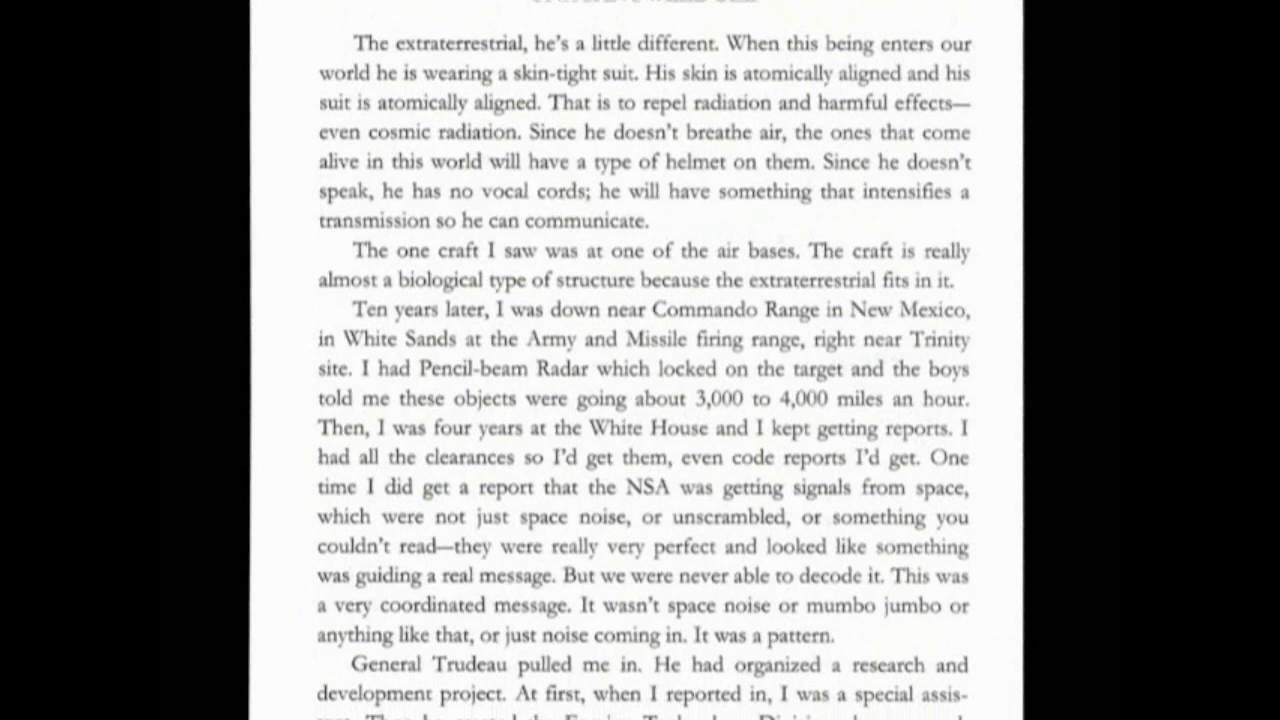 The extraterrestrial, he's a little different. When this being enters our
world he is wearing a skin-tight suit. His skin is atomically aligned and his
suit is atomically aligned. That is to repel radiation and harmful effects—
even cosmic radiation. Since he doesn't breathe air, the ones that come
alive in this world will have a type of helmet on them. Since he doesn't
speak, he has no vocal cords; he will have something that intensifies a
transmission so he can communicate.
The one craft I saw was at one of the air bases. The craft is really
almost a biological type of structure because the extraterrestrial fits in it.
Ten years later, I was down near Commando Range in New Mexico,
in White Sands at the Army and Missile firing range, right near Trinity
site. I had Pencil-beam Radar which locked on the target and the boys
told me these objects were going about 3,000 to 4,000 miles an hour.
Then, I was four years at the White House and I kept getting reports. I
had all the clearances so I'd get them, even code reports I'd get. One
time I did get a report that the NSA was getting signals from space,
which were not just space noise, or unscrambled, or something you
couldn't read—they were really very perfect and looked like something
was guiding a real message. But we were never able to decode it. This was
a very coordinated message. It wasn't space noise or mumbo jumbo or
anything like that, or just noise coming in. It was a pattern.
General Trudeau pulled me in. He had organized a research and
development project. At first, when I reported in, I was a special assis-